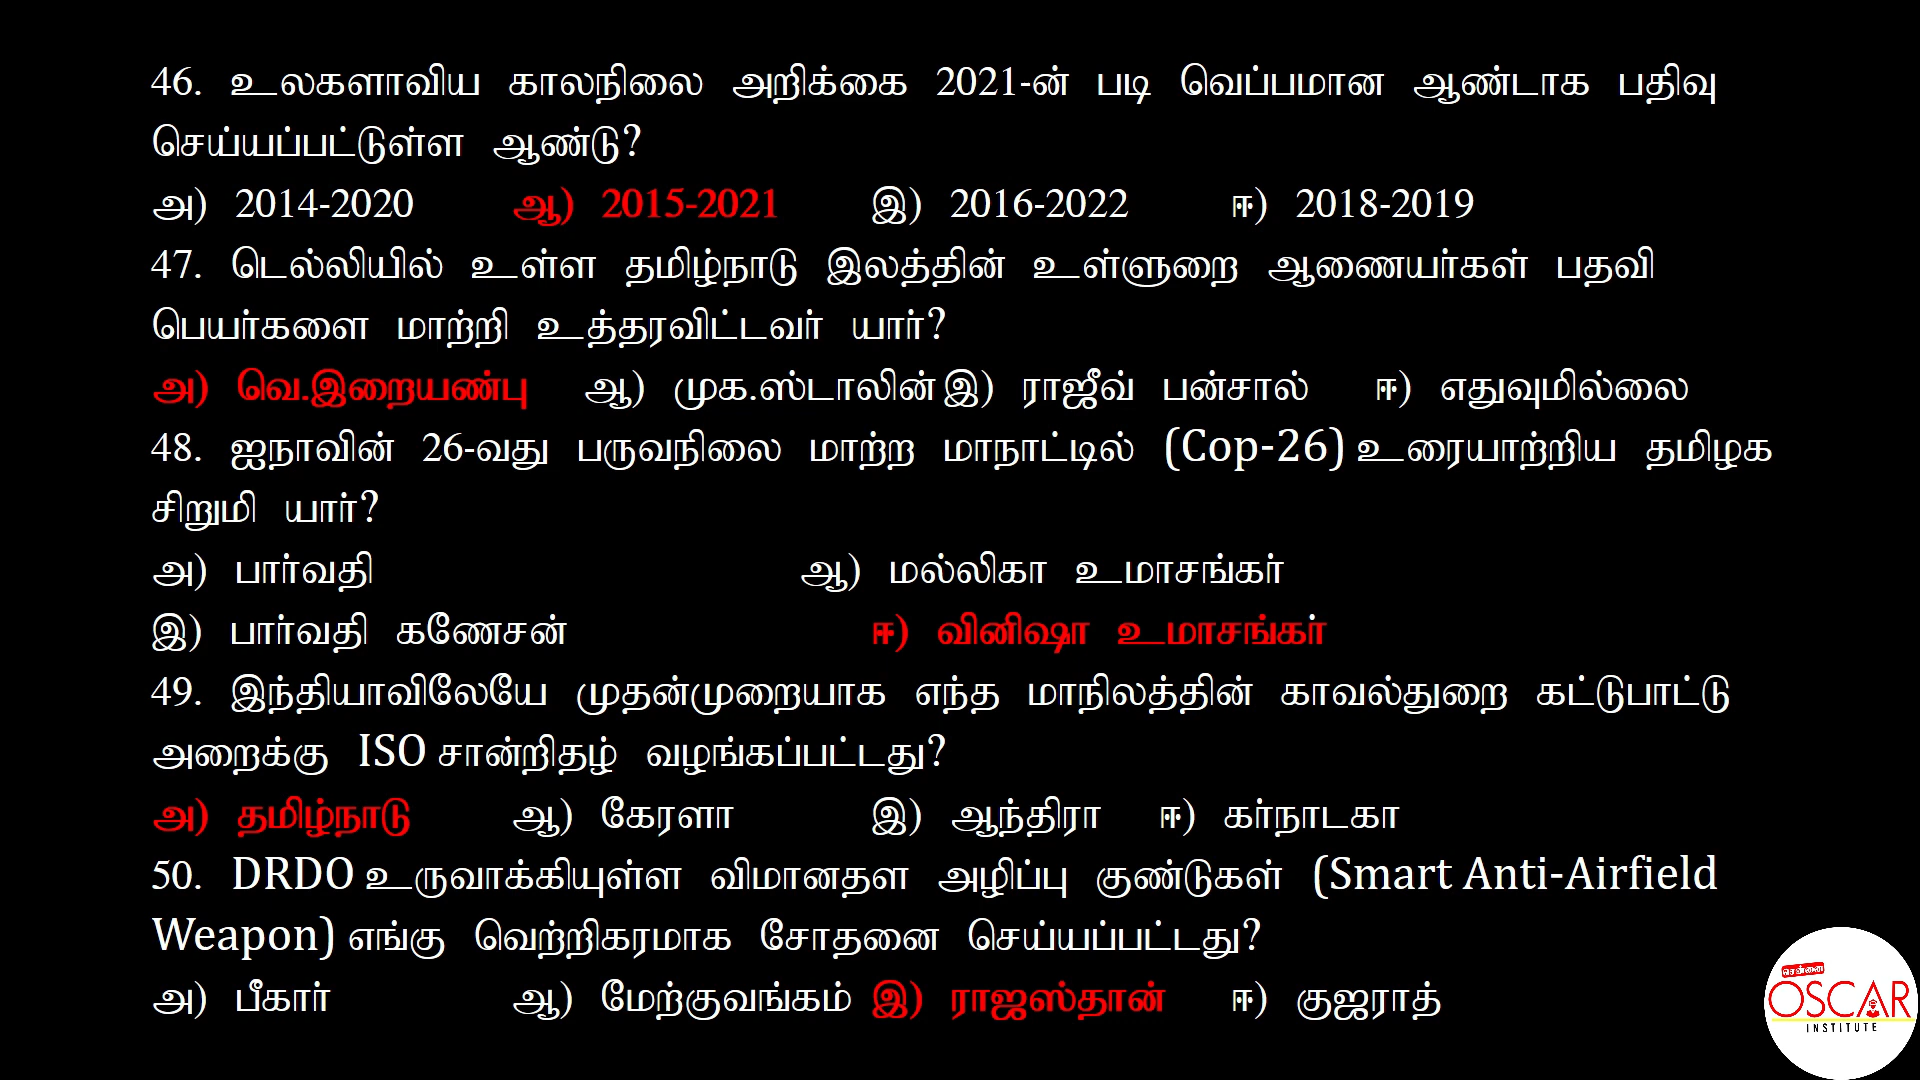 46. உலகளாவிய காலநிலை அறிக்கை 2021-ன் படி வெப்பமான ஆண்டாக பதிவு
செய்யப்பட்டுள்ள ஆண்டு?
அ) 2014-2020 ஆ) 2015-2021 இ) 2016-2022 ஈ) 2018-2019
47. டெல்லியில் உள்ள தமிழ்நாடு இலத்தின் உள்ளுறை ஆணையர்கள் பதவி
பெயர்களை மாற்றி உத்தரவிட்டவர் யார்?
அ) வெ.இறையண்பு ஆ) முக.ஸ்டாலின் இ) ராஜீவ் பன்சால் ஈ) எதுவுமில்லை
48. ஐநாவின் 26-வது பருவநிலை மாற்ற மாநாட்டில் (Cop-26) உரையாற்றிய தமிழக
சிறுமி யார்?
அ) பார்வதி ஆ) மல்லிகா உமாசங்கர்
இ) பார்வதி கணேசன் ஈ) வினிஷா உமாசங்கர்
49. இந்தியாவிலேயே முதன்முறையாக எந்த மாநிலத்தின் காவல்துறை கட்டுபாட்டு
அறைக்கு ISO சான்றிதழ் வழங்கப்பட்டது?
அ) தமிழ்நாடு ஆ) கேரளா இ) ஆந்திரா ஈ) கர்நாடகா
50. DRDO உருவாக்கியுள்ள விமானதள அழிப்பு குண்டுகள் (Smart Anti-Airfield
Weapon) எங்கு வெற்றிகரமாக சோதனை செய்யப்பட்டது?
அ) பீகார் ஆ) மேற்குவங்கம் இ) ராஜஸ்தான் ஈ) குஜராத்
சென்னை
OSCAR
INSTITUTE